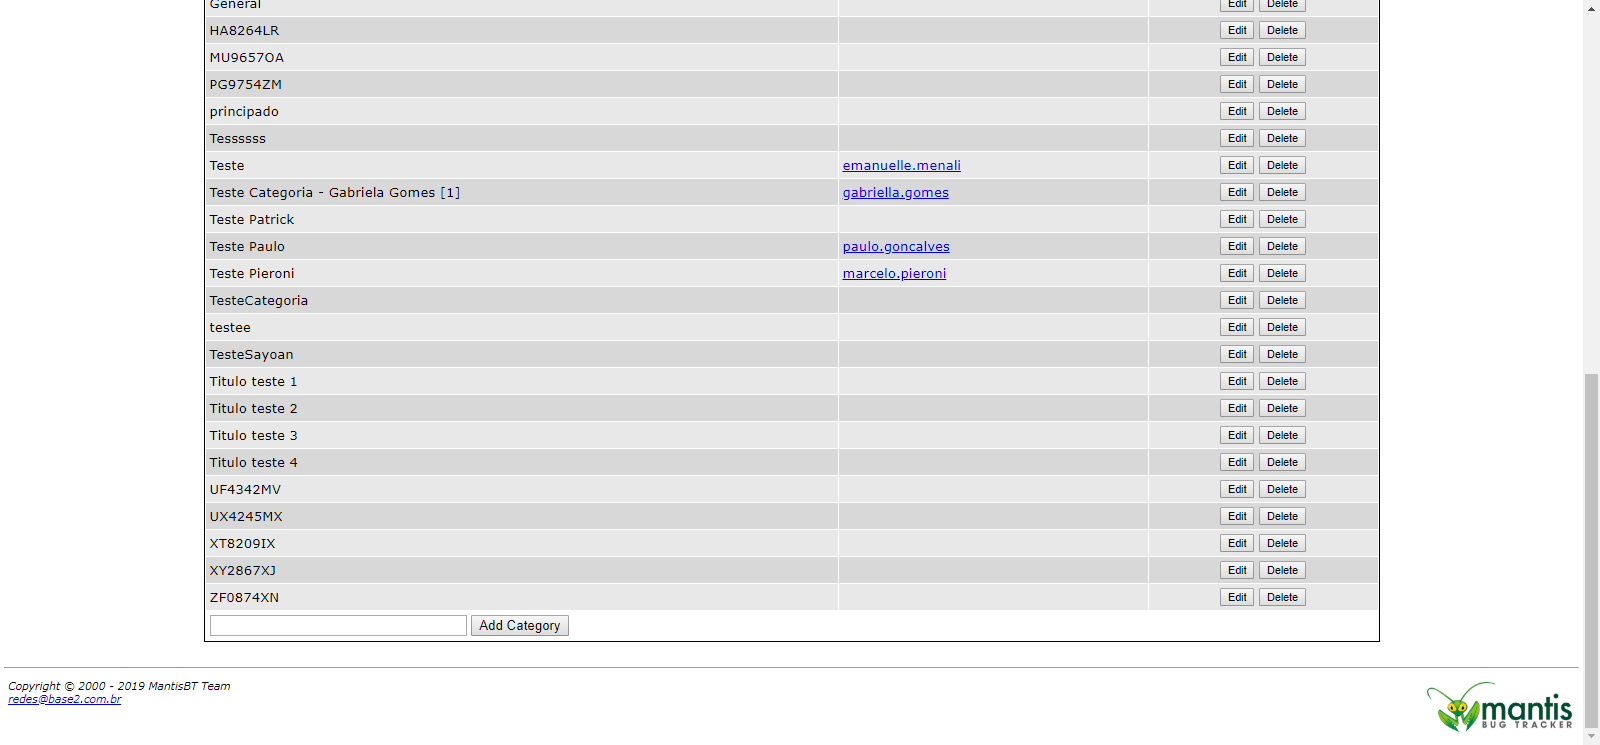 General Edit Delete
HA8264LR Edit Delete
MU9657OA Edit Delete
PG9754ZM Edit Delete
principado Edit Delete
Tessssss Edit Delete
Teste emanuelle.menali Edit Delete
Teste Categoria - Gabriela Gomes [1] gabriella.gomes Edit Delete
Teste Patrick Edit Delete
Teste Paulo paulo.goncalves Edit Delete
Teste Pieroni marcelo.pieroni Edit Delete
TesteCategoria Edit Delete
testee Edit Delete
TesteSayoan Edit Delete
Titulo teste 1 Edit Delete
Titulo teste 2 Edit Delete
Titulo teste 3 Edit Delete
Titulo teste 4 Edit Delete
UF4342MV Edit Delete
UX4245MX Edit Delete
XT8209IX Edit Delete
XY2867XJ Edit Delete
ZF0874XN Edit Delete
Add Category
Copyright © 2000 - 2019 MantisBT Team
redes@base2.com.br
mantis
BUG TRACKER